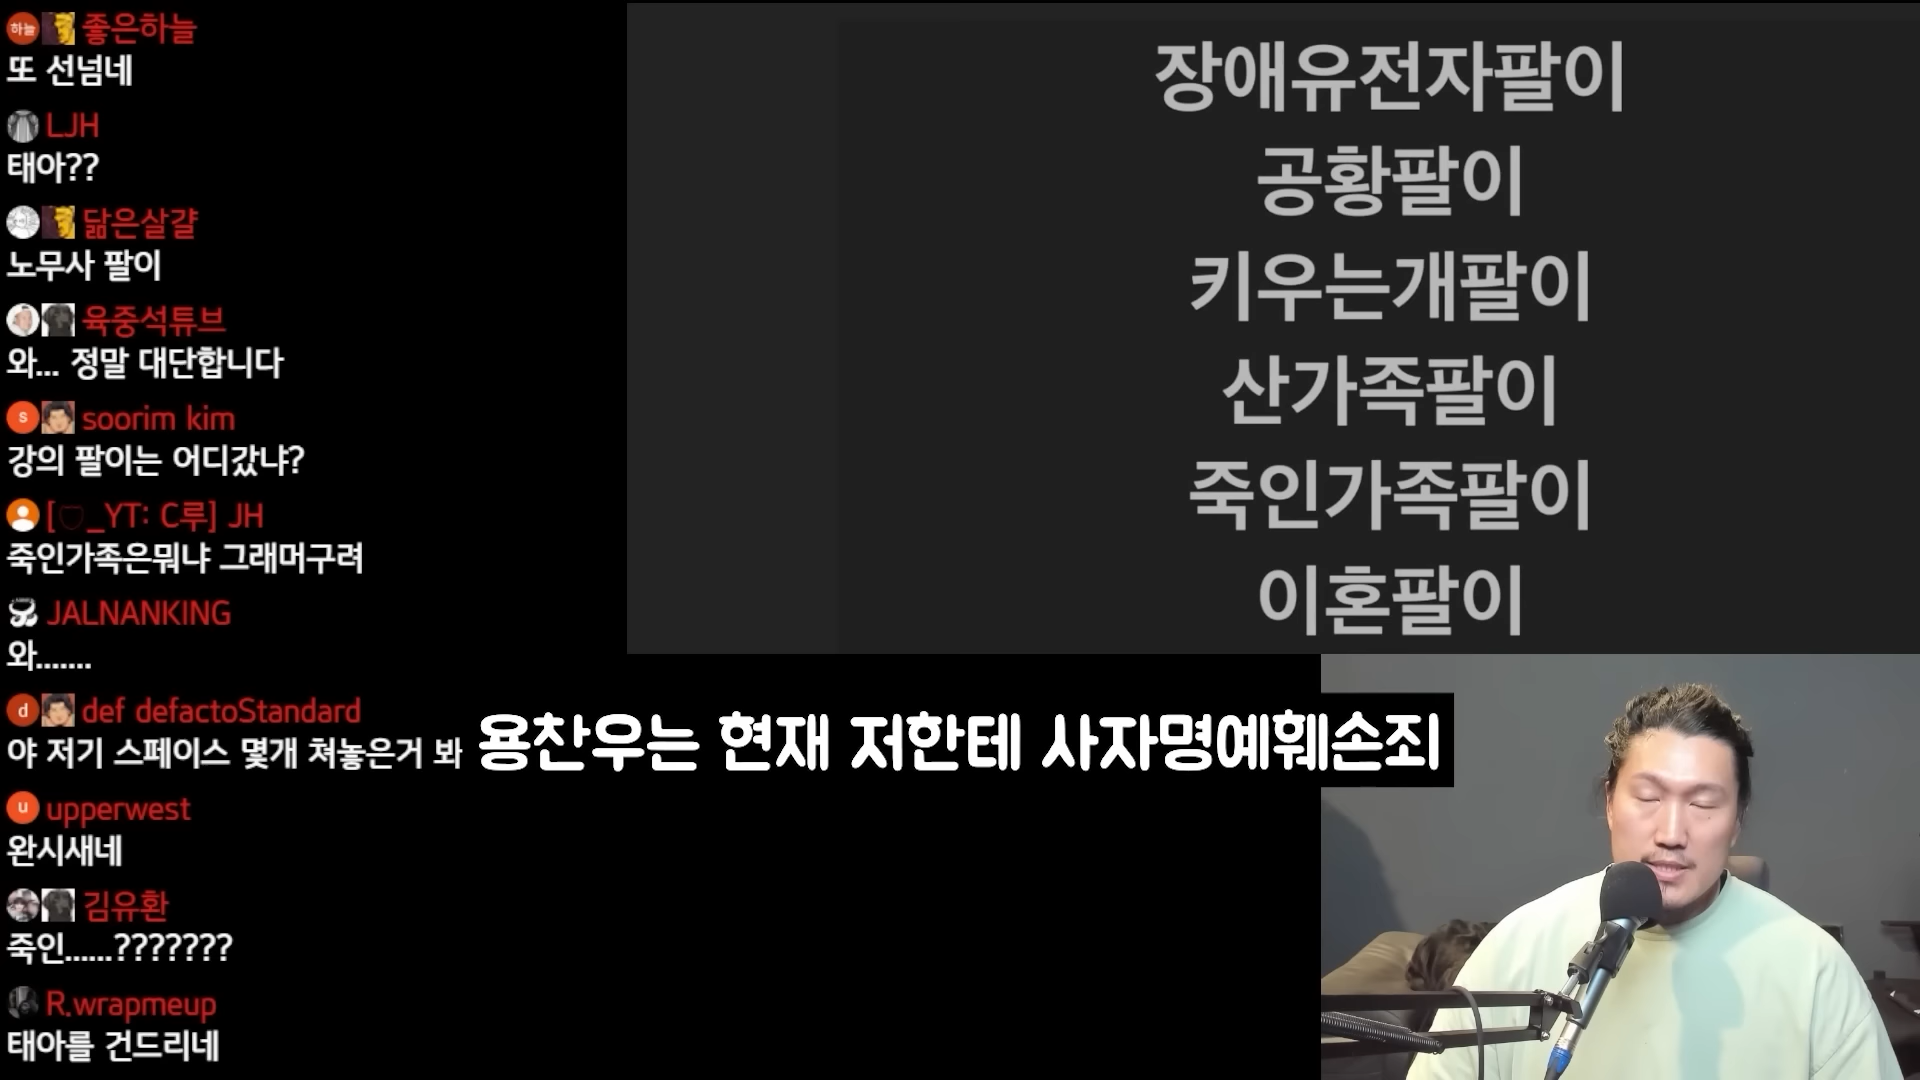 하늘 좋은하늘
또 선넘네
LJH
태아??
닮은살걀
노무사 팔이
육중석튜브
와... 정말 대단합니다
s soorim kim
강의 팔이는 어디갔냐?
[🛡_YT: C루] JH
죽인가족은뭐냐 그래머구려
JALNANKING
와.......
d def defactoStandard
야 저기 스페이스 몇개 쳐놓은거 봐
u upperwest
완시새네
김유환
죽인......???????
R.wrapmeup
태아를 건드리네
장애유전자팔이
공황팔이
키우는개팔이
산가족팔이
죽인가족팔이
이혼팔이
용찬우는 현재 저한테 사자명예훼손죄